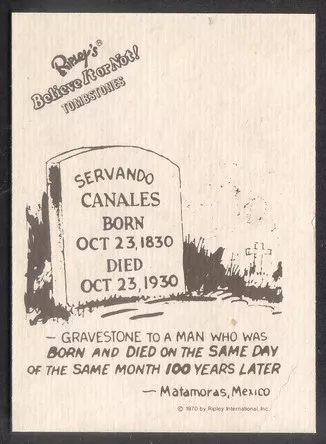 Ripley's®
Believe It or Not!
TOMBSTONES
SERVANDO
CANALES
BORN
OCT 23, 1830
DIED
OCT 23, 1930
— GRAVESTONE TO A MAN WHO WAS
BORN AND DIED ON THE SAME DAY
OF THE SAME MONTH 100 YEARS LATER
— Matamoras, Mexico
© 1970 by Ripley International, Inc.